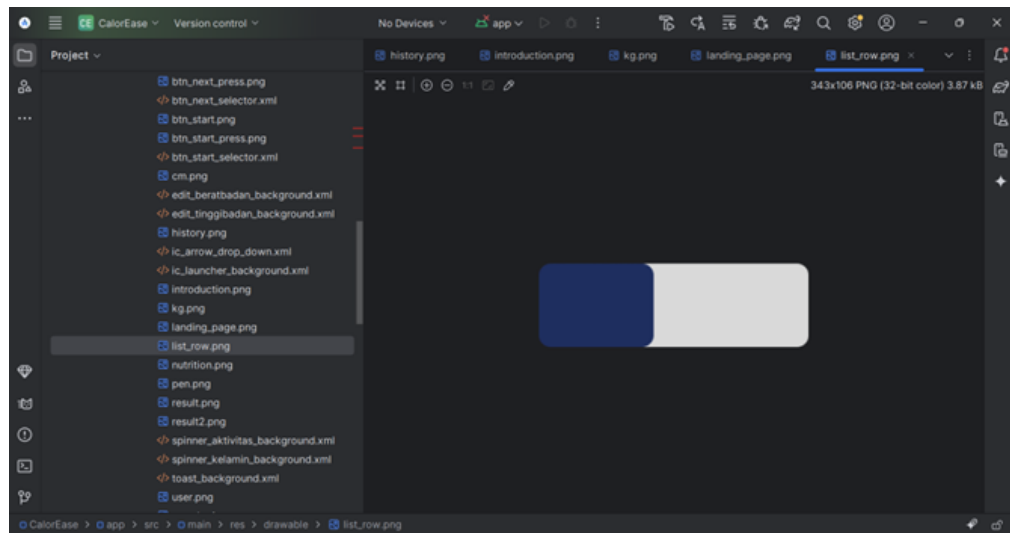 CE CalorEase Version control No Devices app
Project
history.png introduction.png kg.png landing_page.png list_row.png
343x106 PNG (32-bit color) 3.87 kB
1:1
btn_next_press.png
</> btn_next_selector.xml
btn_start.png
btn_start_press.png
</> btn_start_selector.xml
cm.png
</> edit_beratbadan_background.xml
</> edit_tinggibadan_background.xml
history.png
</> ic_arrow_drop_down.xml
</> ic_launcher_background.xml
introduction.png
kg.png
landing_page.png
list_row.png
nutrition.png
pen.png
result.png
result2.png
</> spinner_aktivitas_background.xml
</> spinner_kelamin_background.xml
</> toast_background.xml
user.png
CalorEase > app > src > main > res > drawable > list_row.png